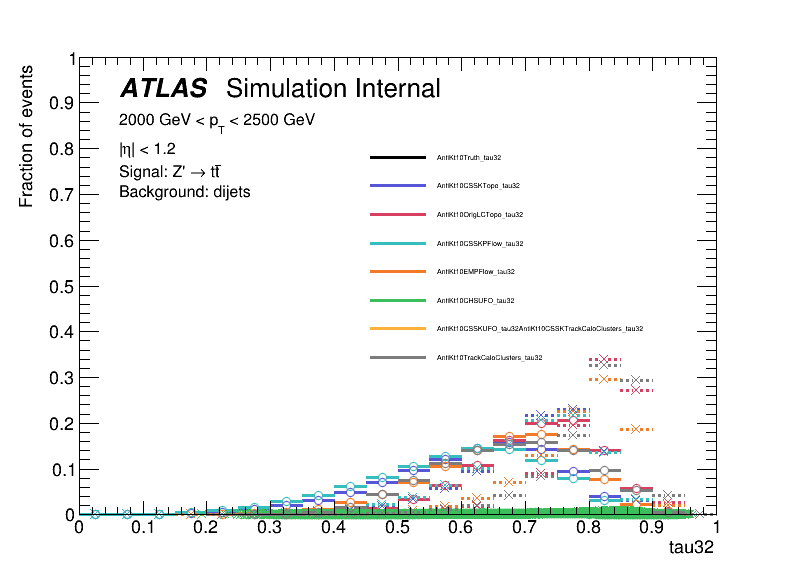 ATLAS Simulation Internal
2000 GeV < pT < 2500 GeV
|η| < 1.2
Signal: Z' → tt̄
Background: dijets
AntiKt10Truth_tau32
AntiKt10CSSKTopo_tau32
AntiKt10OrigLCTopo_tau32
AntiKt10CSSKPFlow_tau32
AntiKt10EMPFlow_tau32
AntiKt10CHSUFO_tau32
AntiKt10CSSKUFO_tau32AntiKt10CSSKTrackCaloClusters_tau32
AntiKt10TrackCaloClusters_tau32
Fraction of events
1
0.9
0.8
0.7
0.6
0.5
0.4
0.3
0.2
0.1
0
0 0.1 0.2 0.3 0.4 0.5 0.6 0.7 0.8 0.9 1
tau32